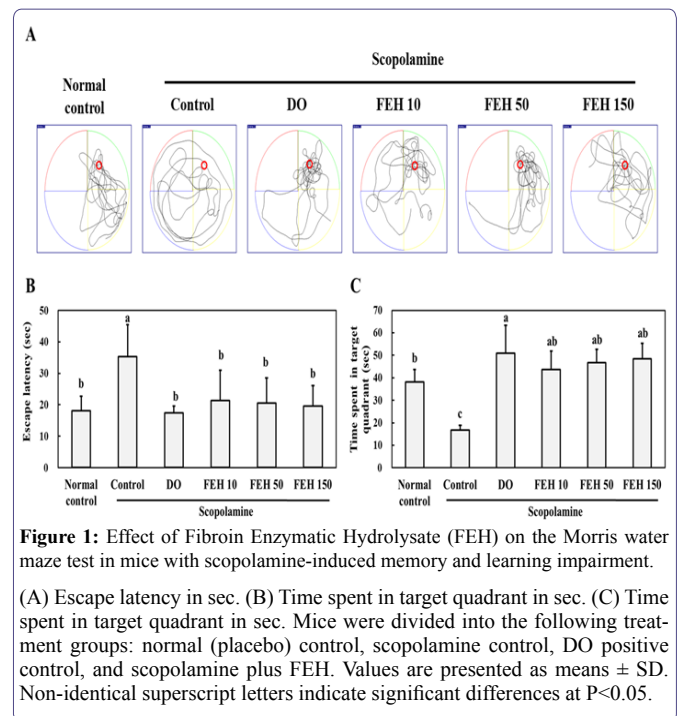 A
Scopolamine
Normal
control
Control DO FEH 10 FEH 50 FEH 150
B
C
50
40
30
20
10
0
Escape latency (sec)
b a b b b b
Normal
control
Control DO FEH 10 FEH 50 FEH 150
Scopolamine
70
60
50
40
30
20
10
0
Time spent in target
quadrant (sec)
b c a ab ab ab
Normal
control
Control DO FEH 10 FEH 50 FEH 150
Scopolamine
Figure 1: Effect of Fibroin Enzymatic Hydrolysate (FEH) on the Morris water
maze test in mice with scopolamine-induced memory and learning impairment.
(A) Escape latency in sec. (B) Time spent in target quadrant in sec. (C) Time
spent in target quadrant in sec. Mice were divided into the following treat-
ment groups: normal (placebo) control, scopolamine control, DO positive
control, and scopolamine plus FEH. Values are presented as means ± SD.
Non-identical superscript letters indicate significant differences at P<0.05.